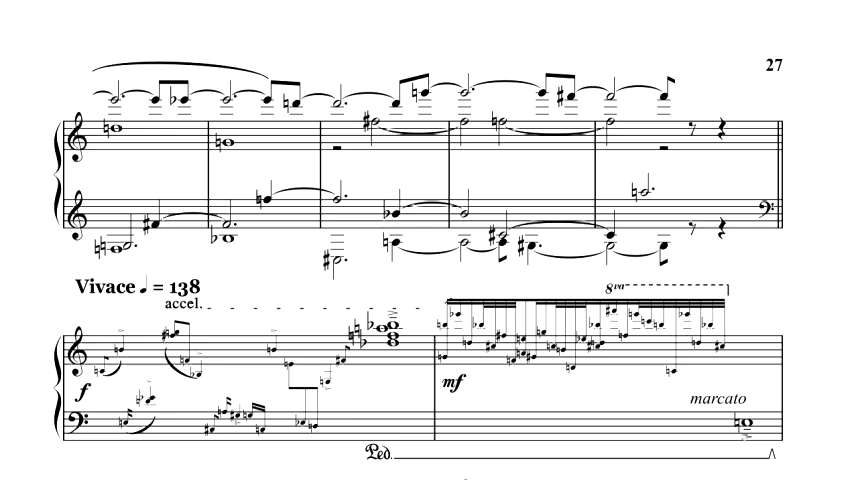 27
Vivace ♩ = 138
accel.
8va
f
mf
marcato
Ped.